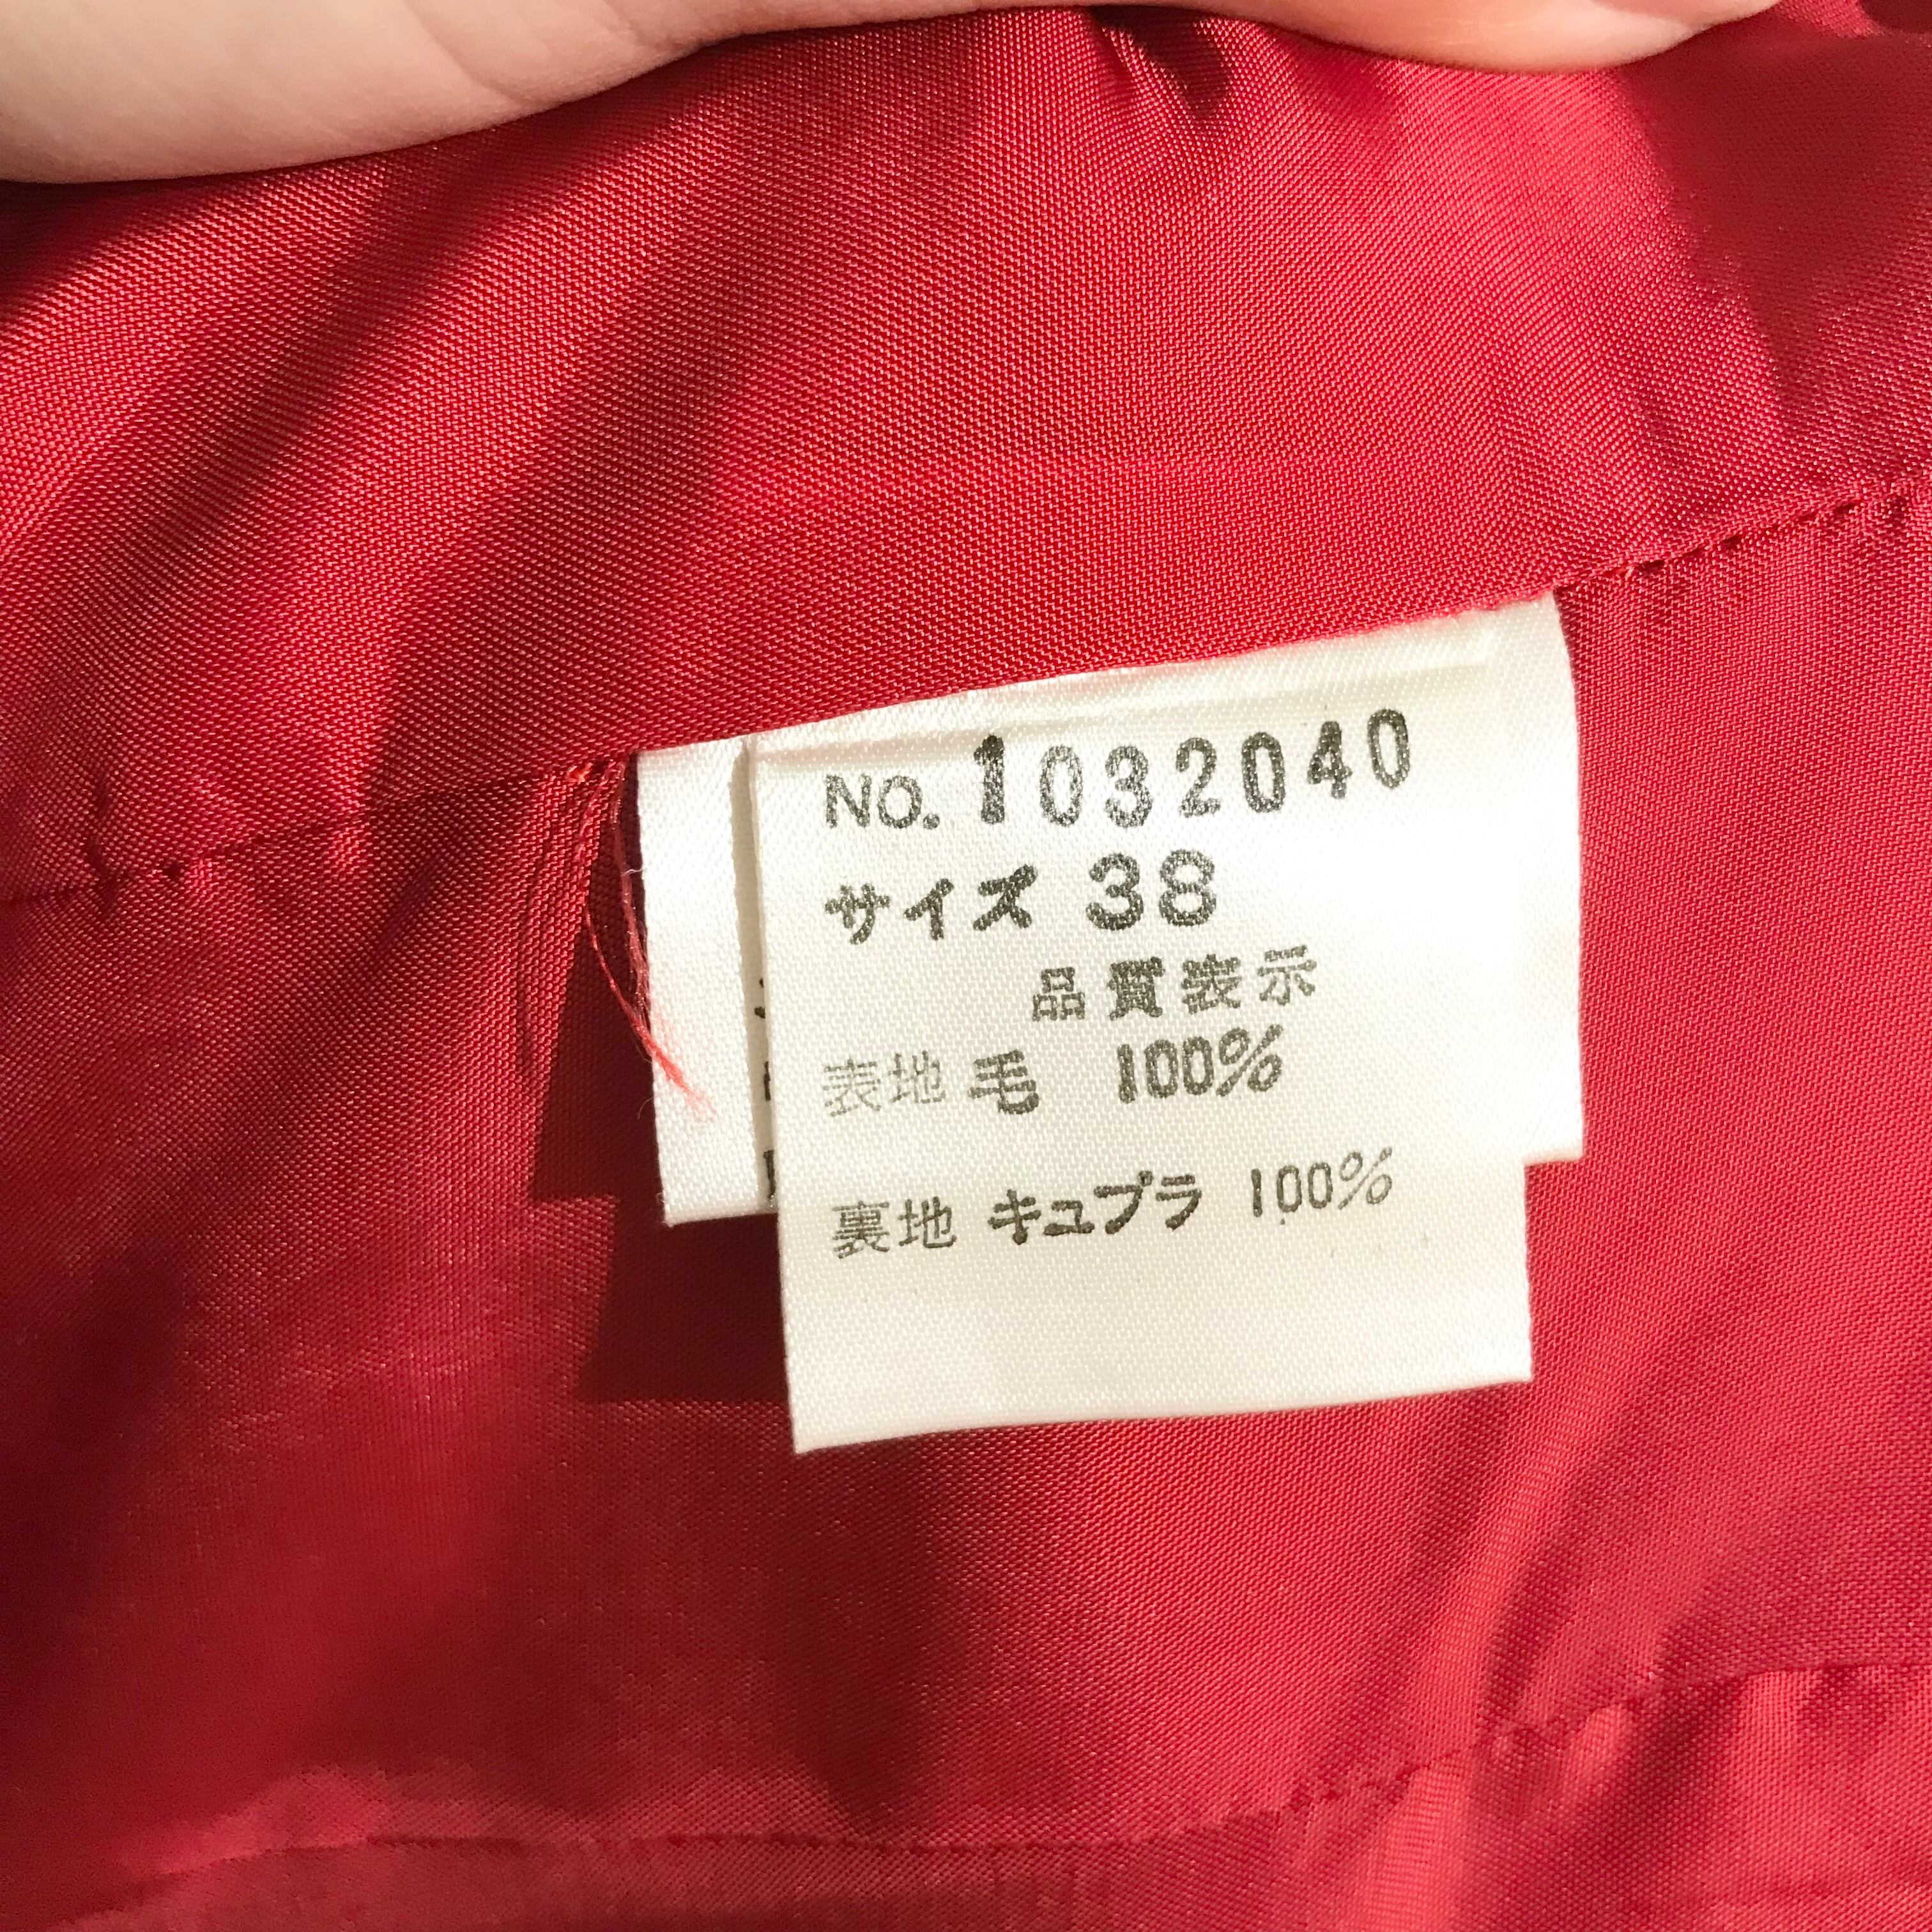 NO. 1032040
サイズ 38
品質表示
表地 毛 100%
裏地 キュプラ 100%